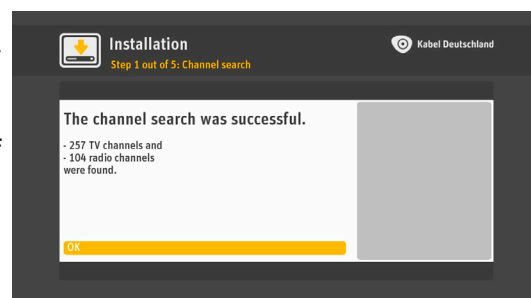 Installation
Step 1 out of 5: Channel search
Kabel Deutschland
The channel search was successful.
- 257 TV channels and
- 104 radio channels
were found.
OK